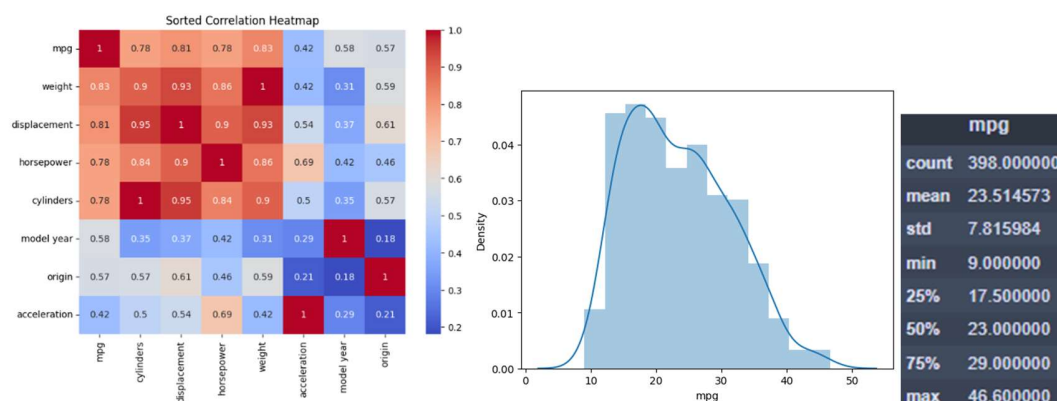 Sorted Correlation Heatmap
mpg 1 0.78 0.81 0.78 0.83 0.42 0.58 0.57
weight 0.83 0.9 0.93 0.86 1 0.42 0.31 0.59
displacement 0.81 0.95 1 0.9 0.93 0.54 0.37 0.61
horsepower 0.78 0.84 0.9 1 0.86 0.69 0.42 0.46
cylinders 0.78 1 0.95 0.84 0.9 0.5 0.35 0.57
model year 0.58 0.35 0.37 0.42 0.31 0.29 1 0.18
origin 0.57 0.57 0.61 0.46 0.59 0.21 0.18 1
acceleration 0.42 0.5 0.54 0.69 0.42 1 0.29 0.21
mpg cylinders displacement horsepower weight acceleration model year origin
1.0
0.9
0.8
0.7
0.6
0.5
0.4
0.3
0.2
Density
0.04
0.03
0.02
0.01
0.00
0 10 20 30 40 50
mpg
mpg
count 398.000000
mean 23.514573
std 7.815984
min 9.000000
25% 17.500000
50% 23.000000
75% 29.000000
max 46.600000